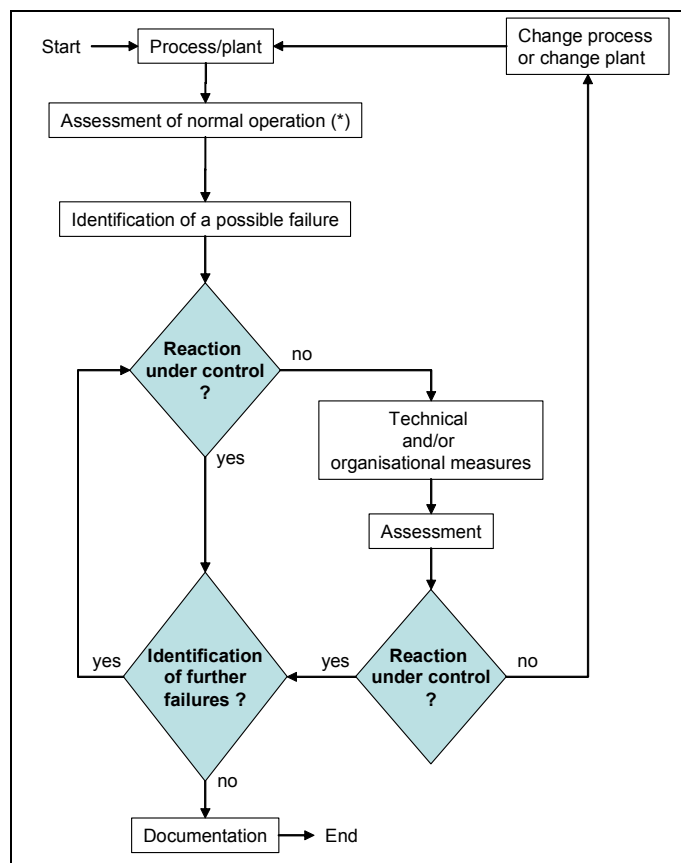 Start
Process/plant
Change process
or change plant
Assessment of normal operation (*)
Identification of a possible failure
Reaction
under control
?
no
yes
Technical
and/or
organisational measures
Assessment
Identification
of further
failures ?
yes
yes
Reaction
under control
?
no
no
Documentation
End